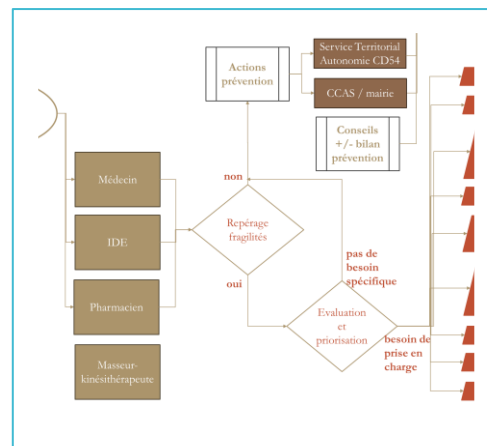 Service Territorial
Autonomie CD54
Actions
prévention
CCAS / mairie
Conseils
+/- bilan
prévention
Médecin
non
Repérage
fragilités
IDE
pas de
besoin
spécifique
oui
Pharmacien
Evaluation
et
priorisation
besoin de
prise en
charge
Masseur-
kinésithérapeute